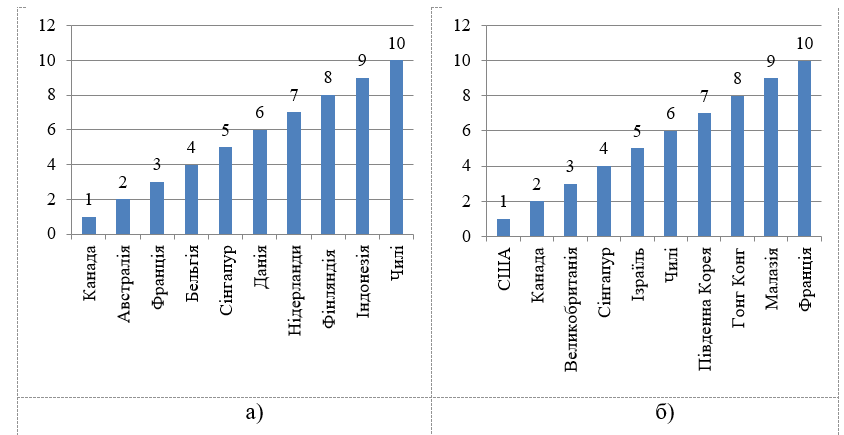 12
10
8
6
4
2
0
1
2
3
4
5
6
7
8
9
10
Канада
Австралія
Франція
Бельгія
Сінгапур
Данія
Нідерланди
Фінляндія
Індонезія
Чилі
а)
12
10
8
6
4
2
0
1
2
3
4
5
6
7
8
9
10
США
Канада
Великобританія
Сінгапур
Ізраїль
Чилі
Південна Корея
Гонг Конг
Малазія
Франція
б)